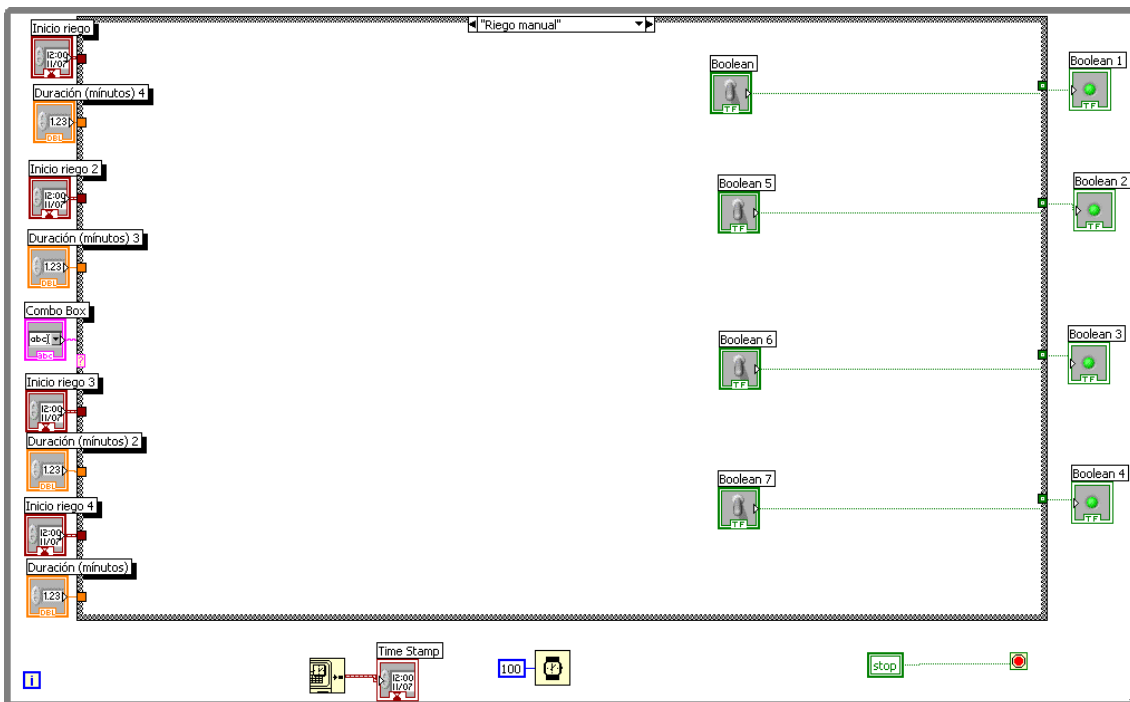 "Riego manual"
Inicio riego
12:00
11/07
Duración (mínutos) 4
1.23
DBL
Inicio riego 2
12:00
11/07
Duración (mínutos) 3
1.23
DBL
Combo Box
abc
abc
?
Inicio riego 3
12:00
11/07
Duración (mínutos) 2
1.23
DBL
Inicio riego 4
12:00
11/07
Duración (mínutos)
1.23
DBL
Boolean
TF
Boolean 5
TF
Boolean 6
TF
Boolean 7
TF
Boolean 1
TF
Boolean 2
TF
Boolean 3
TF
Boolean 4
TF
i
Time Stamp
12:00
11/07
100
stop